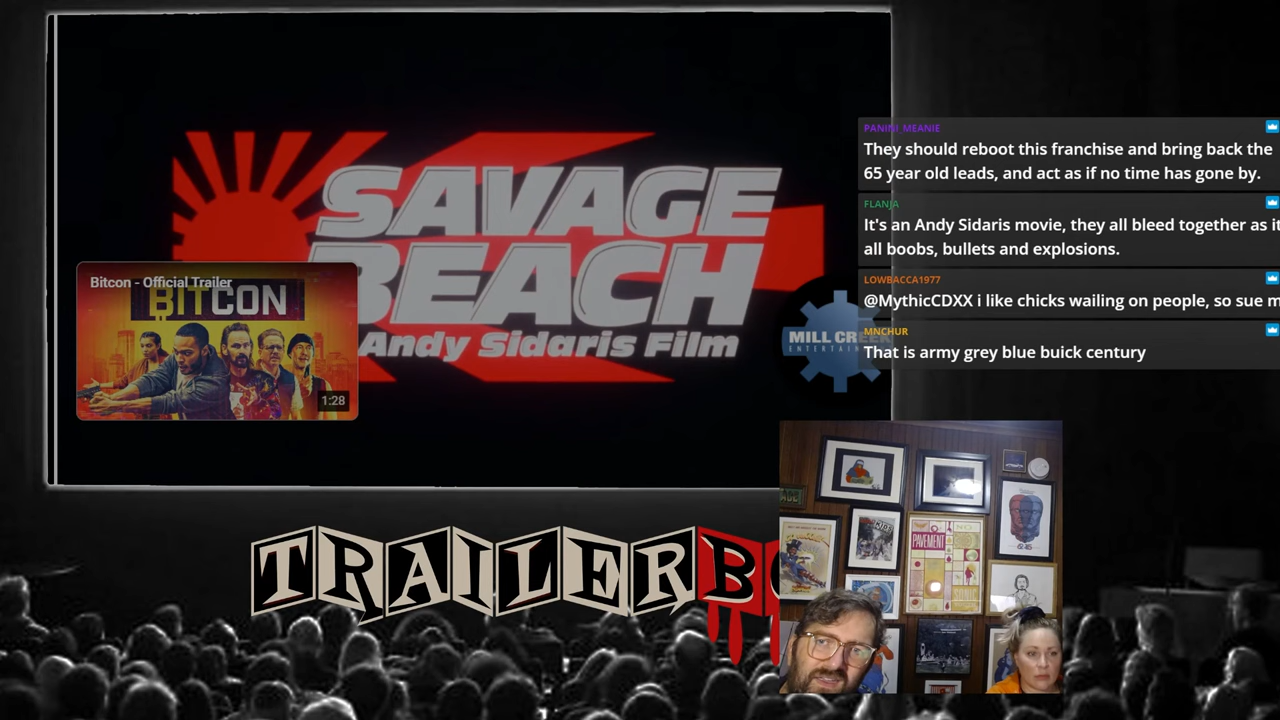 SAVAGE
BEACH
Andy Sidaris Film
Bitcon - Official Trailer
BITCON
1:28
MILL CREEK
PANINI_MEANIE
They should reboot this franchise and bring back the
65 year old leads, and act as if no time has gone by.
FLANJA
It's an Andy Sidaris movie, they all bleed together as it
all boobs, bullets and explosions.
LOWBACCA1977
@MythicCDXX i like chicks wailing on people, so sue m
MNCHUR
That is army grey blue buick century
TRAILERB
PAVEMENT